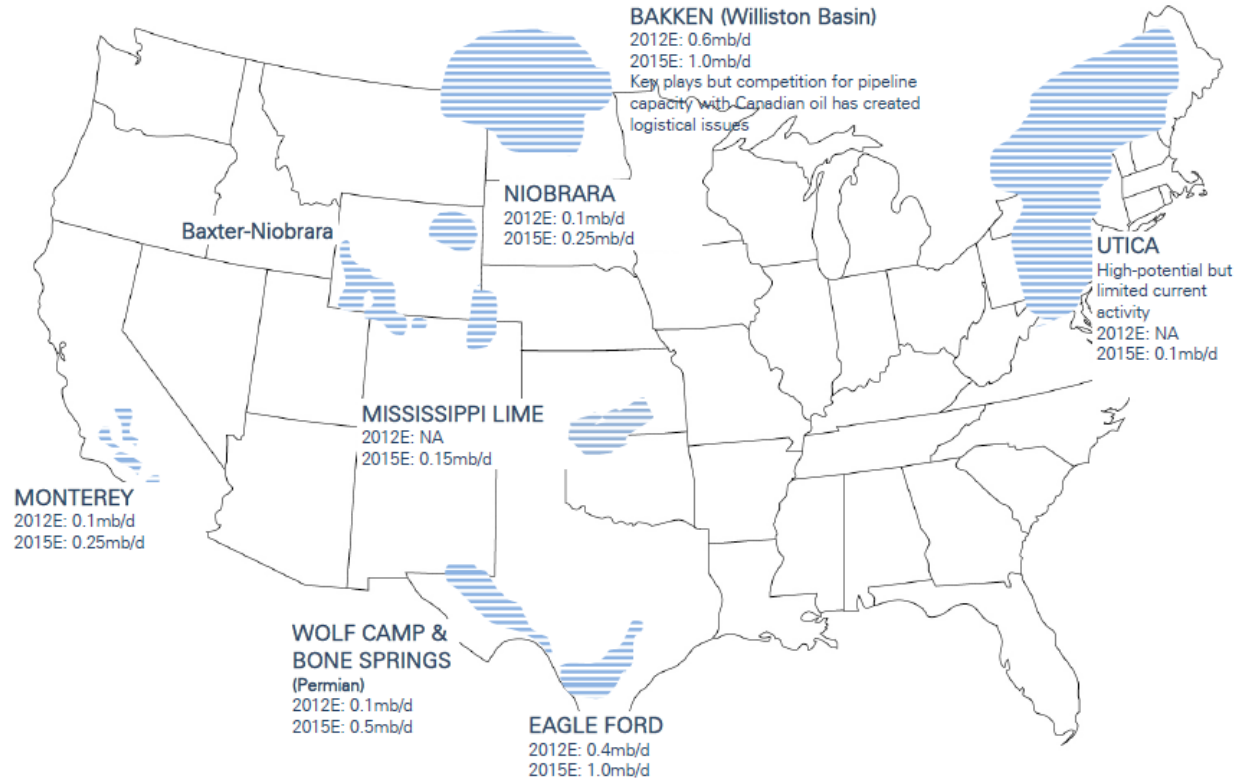 BAKKEN (Williston Basin)
2012E: 0.6mb/d
2015E: 1.0mb/d
Key plays but competition for pipeline
capacity with Canadian oil has created
logistical issues
NIOBRARA
2012E: 0.1mb/d
2015E: 0.25mb/d
Baxter-Niobrara
UTICA
High-potential but
limited current
activity
2012E: NA
2015E: 0.1mb/d
MISSISSIPPI LIME
2012E: NA
2015E: 0.15mb/d
MONTEREY
2012E: 0.1mb/d
2015E: 0.25mb/d
WOLF CAMP &
BONE SPRINGS
(Permian)
2012E: 0.1mb/d
2015E: 0.5mb/d
EAGLE FORD
2012E: 0.4mb/d
2015E: 1.0mb/d